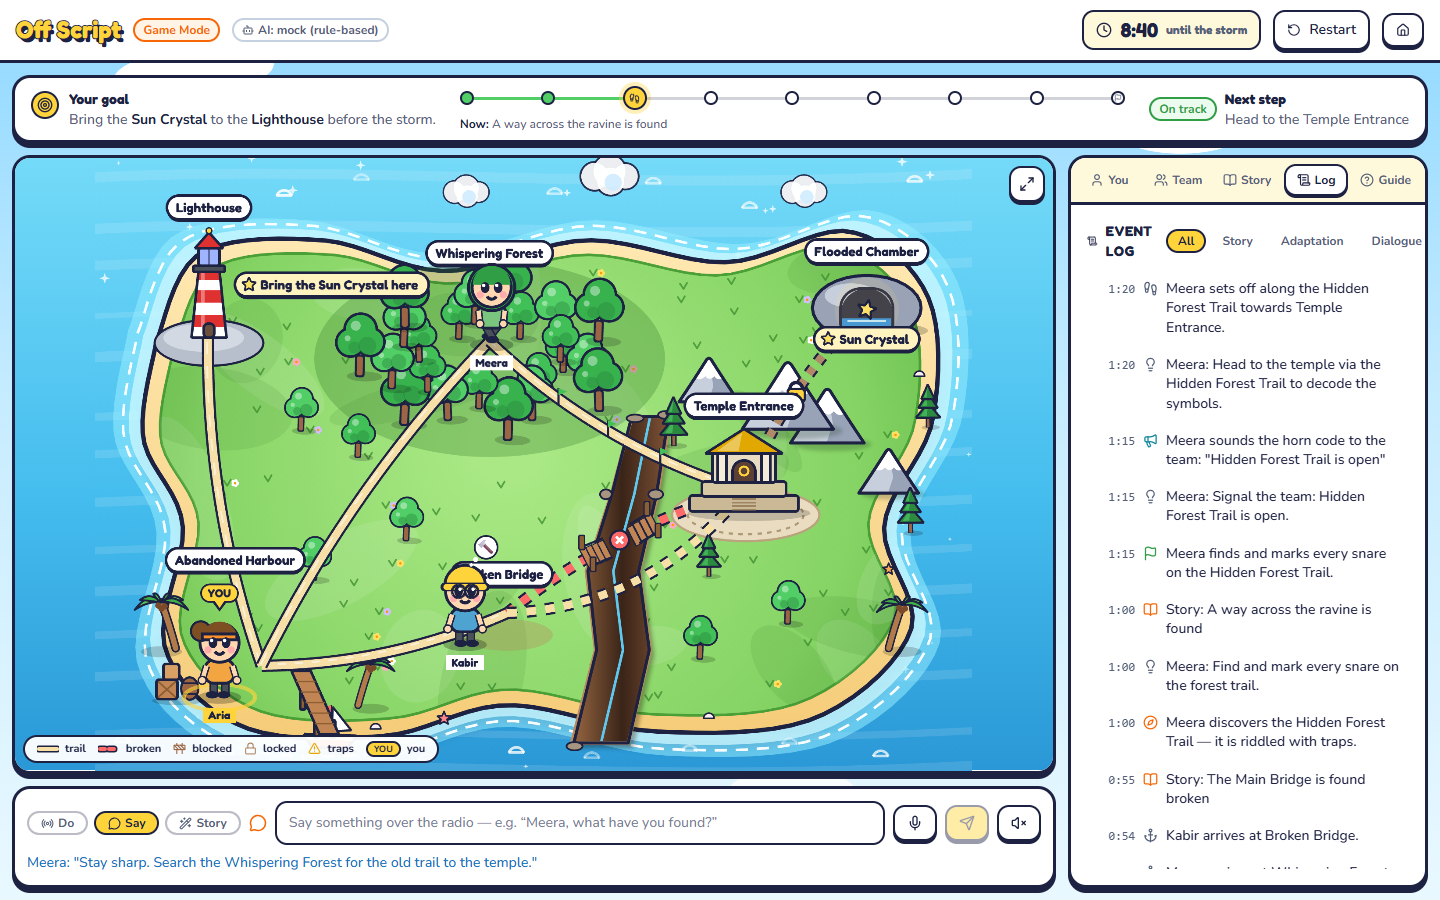 Off Script
Game Mode
AI: mock (rule-based)
8:40 until the storm
Restart
Your goal
Bring the Sun Crystal to the Lighthouse before the storm.
Now: A way across the ravine is found
On track
Next step
Head to the Temple Entrance
Lighthouse
Whispering Forest
Flooded Chamber
Bring the Sun Crystal here
Sun Crystal
Meera
Temple Entrance
Abandoned Harbour
ken Bridge
YOU
Kabir
Aria
trail
broken
blocked
locked
traps
YOU you
Do
Say
Story
Say something over the radio — e.g. “Meera, what have you found?”
Meera: "Stay sharp. Search the Whispering Forest for the old trail to the temple."
You
Team
Story
Log
Guide
EVENT
LOG
All
Story
Adaptation
Dialogue
1:20 Meera sets off along the Hidden
Forest Trail towards Temple
Entrance.
1:20 Meera: Head to the temple via the
Hidden Forest Trail to decode the
symbols.
1:15 Meera sounds the horn code to the
team: "Hidden Forest Trail is open"
1:15 Meera: Signal the team: Hidden
Forest Trail is open.
1:15 Meera finds and marks every snare
on the Hidden Forest Trail.
1:00 Story: A way across the ravine is
found
1:00 Meera: Find and mark every snare on
the forest trail.
1:00 Meera discovers the Hidden Forest
Trail — it is riddled with traps.
0:55 Story: The Main Bridge is found
broken
0:54 Kabir arrives at Broken Bridge.